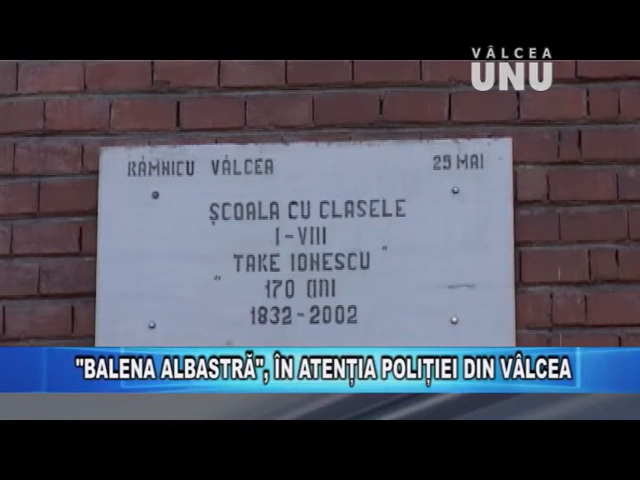 VÂLCEA
UNU
RÂMNICU VÂLCEA 25 MAI
ȘCOALA CU CLASELE
I-VIII
"TAKE IONESCU"
170 ANI
1832-2002
"BALENA ALBASTRĂ", ÎN ATENȚIA POLIȚIEI DIN VÂLCEA